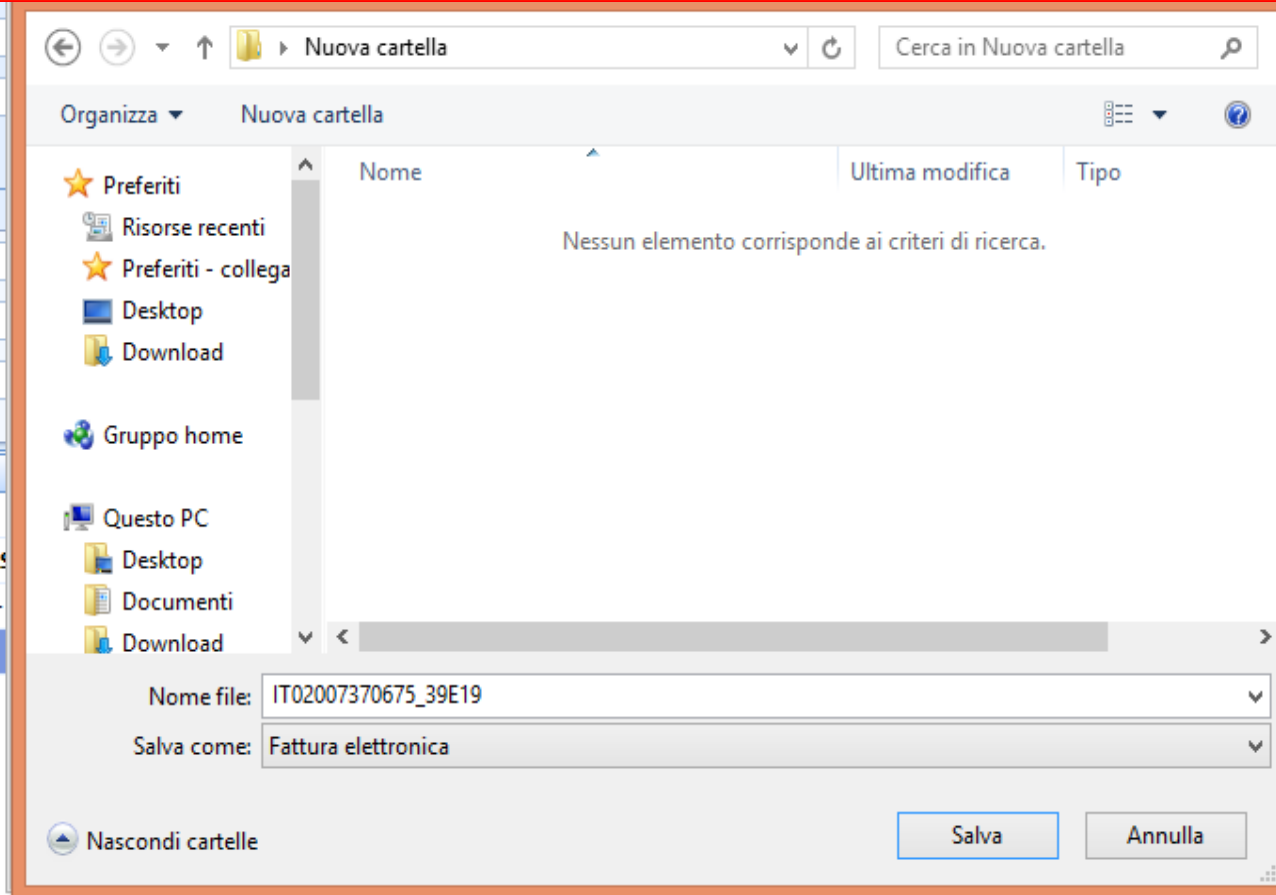 Nuova cartella
Cerca in Nuova cartella
Organizza
Nuova cartella
Nome
Ultima modifica
Tipo
Nessun elemento corrisponde ai criteri di ricerca.
Preferiti
Risorse recenti
Preferiti - collega
Desktop
Download
Gruppo home
Questo PC
Desktop
Documenti
Download
Nome file: IT02007370675_39E19
Salva come: Fattura elettronica
Nascondi cartelle
Salva
Annulla